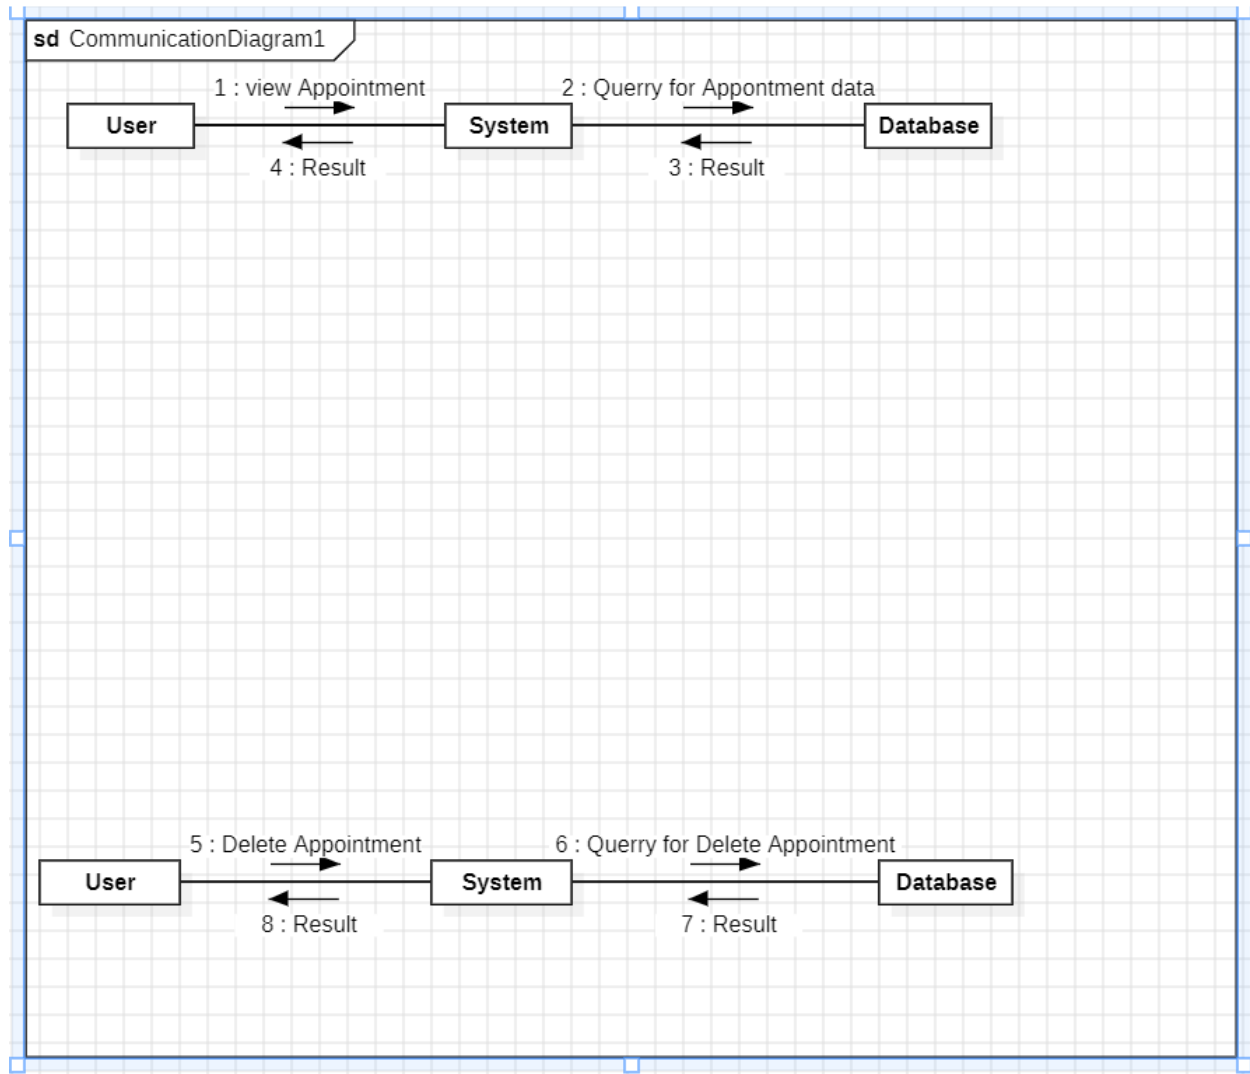 sd CommunicationDiagram1
1 : view Appointment
2 : Querry for Appontment data
User
System
Database
4 : Result
3 : Result
5 : Delete Appointment
6 : Querry for Delete Appointment
User
System
Database
8 : Result
7 : Result